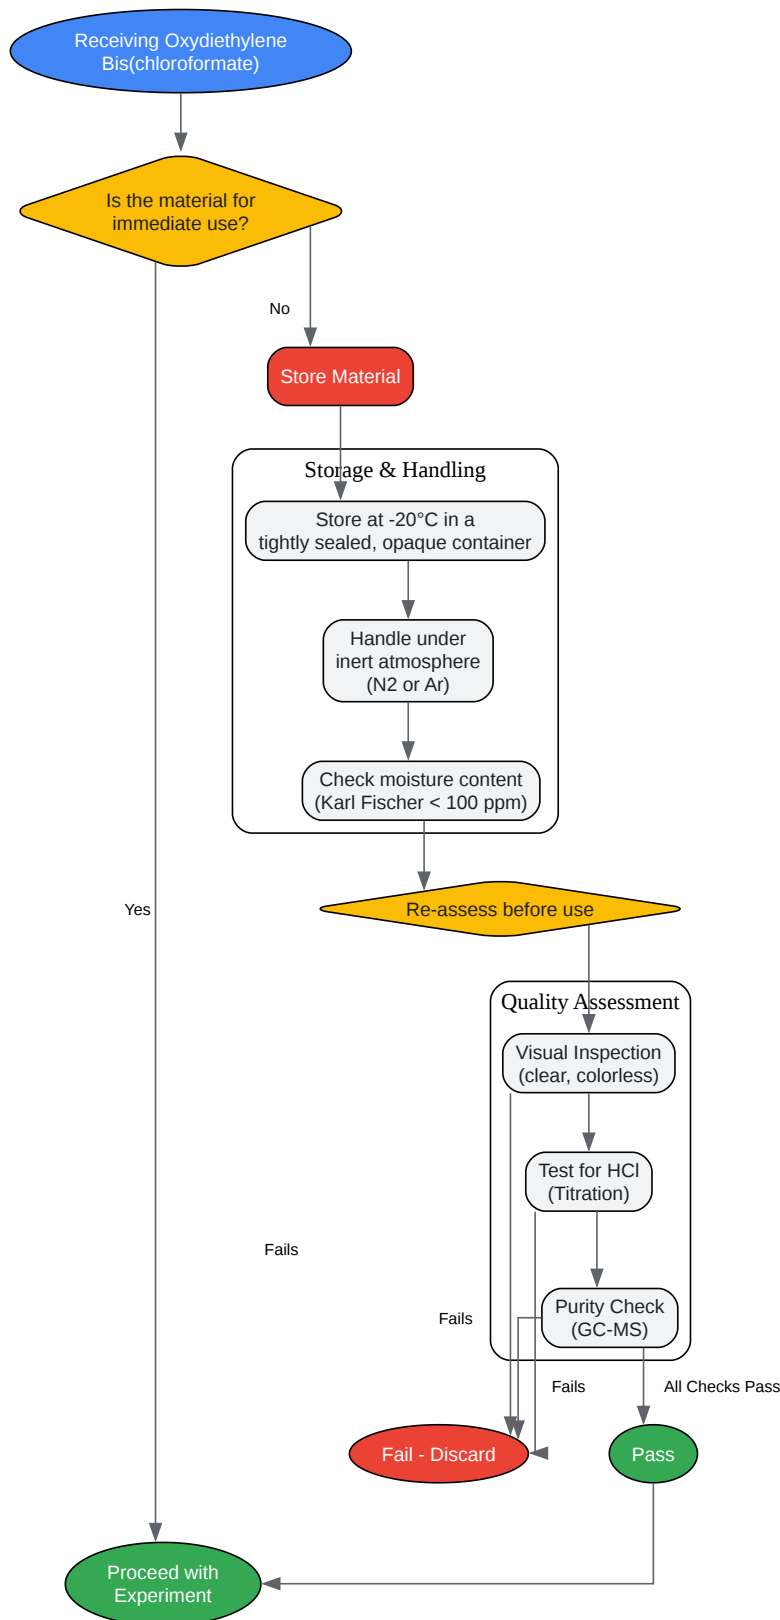 Receiving Oxydiethylene
Bis(chloroformate)
Is the material for
immediate use?
No
Store Material
Storage & Handling
Store at -20°C in a
tightly sealed, opaque container
Handle under
inert atmosphere
(N2 or Ar)
Check moisture content
(Karl Fischer < 100 ppm)
Yes
Re-assess before use
Quality Assessment
Visual Inspection
(clear, colorless)
Test for HCl
(Titration)
Fails
Purity Check
(GC-MS)
Fails
Fails
All Checks Pass
Fail - Discard
Pass
Proceed with
Experiment